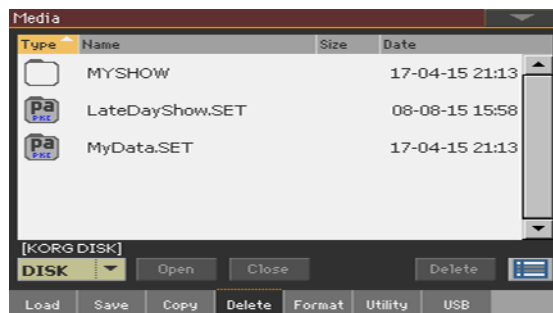 Media
Type Name Size Date
MYSHOW 17-04-15 21:13
Pa LateDayShow.SET 08-08-15 15:58
Pa MyData.SET 17-04-15 21:13
[KORG DISK]
DISK Open Close Delete
Load Save Copy Delete Format Utility USB